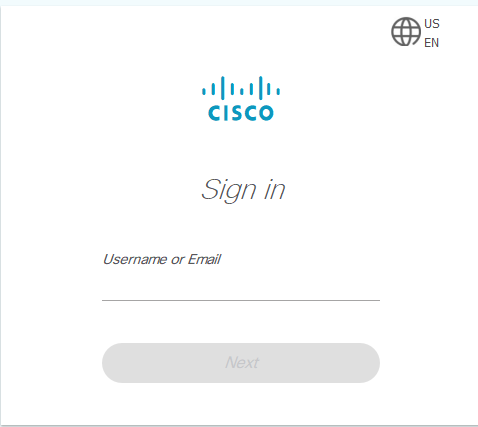 US
EN
CISCO
Sign in
Username or Email
Next